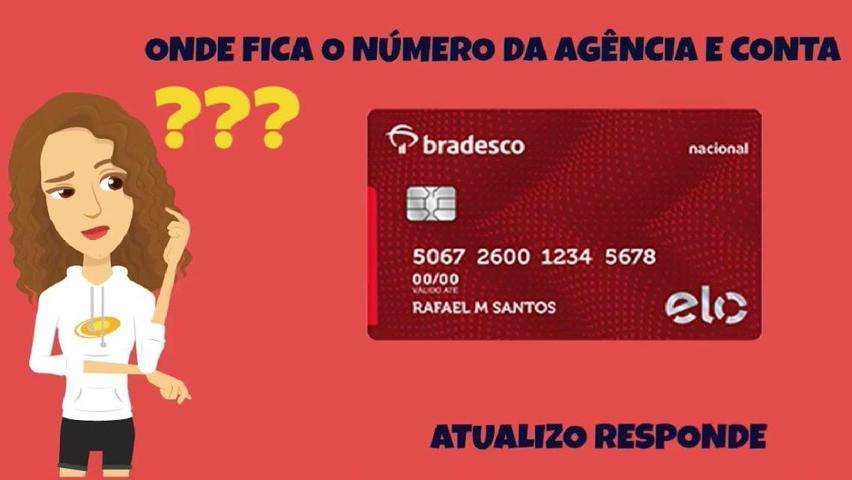 ONDE FICA O NÚMERO DA AGÊNCIA E CONTA
???
bradesco
nacional
5067 2600 1234 5678
00/00
VÁLIDO ATÉ
RAFAEL M SANTOS
elo
ATUALIZO RESPONDE